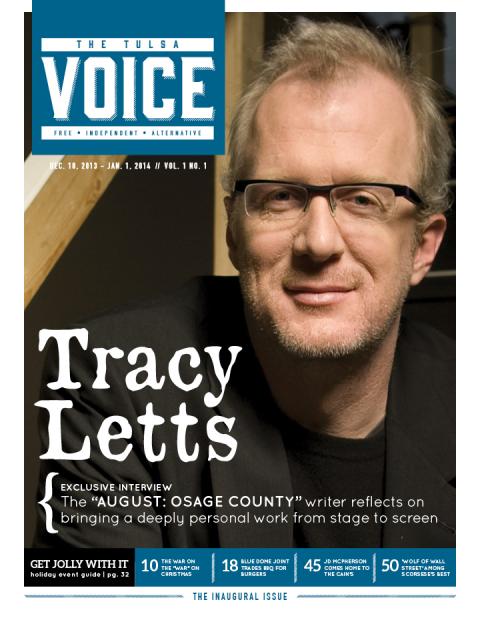 THE TULSA
VOICE
FREE • INDEPENDENT • ALTERNATIVE
DEC. 18, 2013 – JAN. 1, 2014 // VOL. 1 NO. 1
Tracy
Letts
EXCLUSIVE INTERVIEW
The “AUGUST: OSAGE COUNTY” writer reflects on
bringing a deeply personal work from stage to screen
GET JOLLY WITH IT
holiday event guide | pg. 32
10 THE WAR ON
THE “WAR” ON
CHRISTMAS
18 BLUE DOME JOINT
TRADES BBQ FOR
BURGERS
45 JD MCPHERSON
COMES HOME TO
THE CAIN'S
50 ‘WOLF OF WALL
STREET’ AMONG
SCORSESE'S BEST
THE INAUGURAL ISSUE